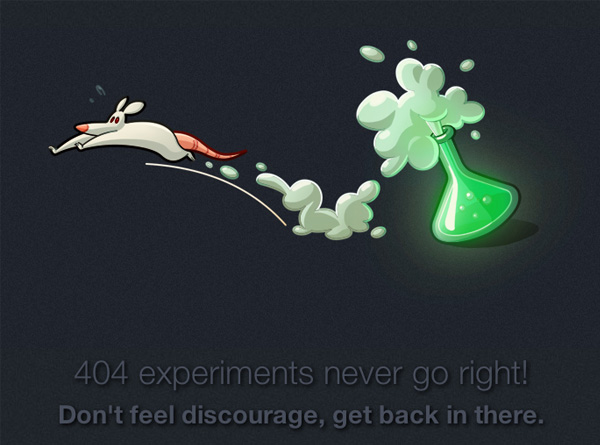 404 experiments never go right!
Don't feel discourage, get back in there.